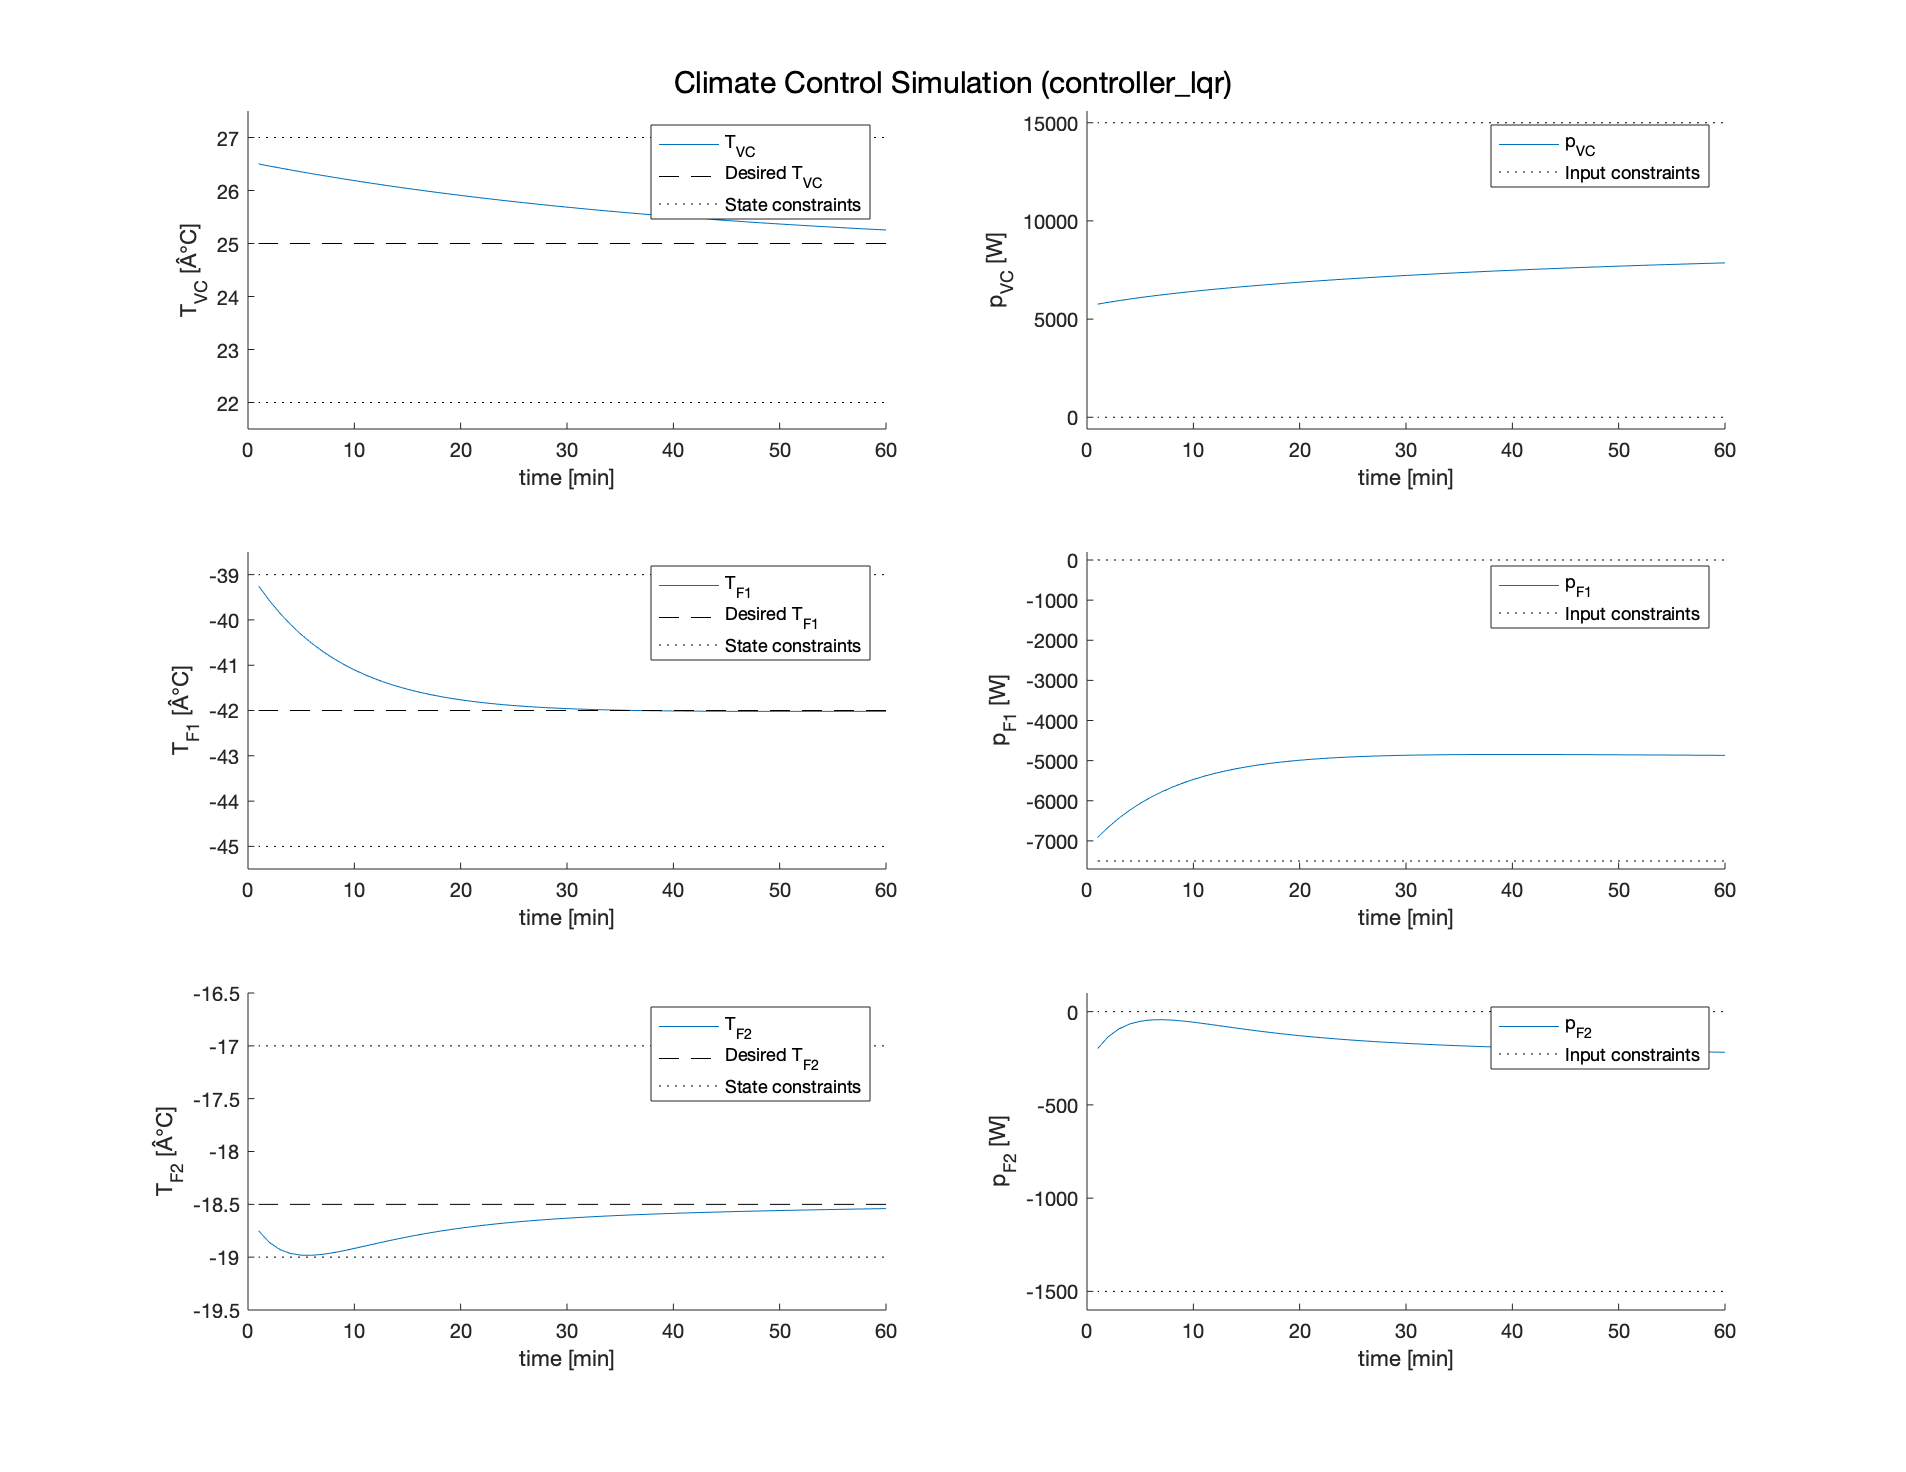 Climate Control Simulation (controller_lqr)
27
26
25
24
23
22
T_VC [Â°C]
0 10 20 30 40 50 60
time [min]
T_VC
Desired T_VC
State constraints
15000
10000
5000
0
p_VC [W]
0 10 20 30 40 50 60
time [min]
p_VC
Input constraints
-39
-40
-41
-42
-43
-44
-45
T_F1 [Â°C]
0 10 20 30 40 50 60
time [min]
T_F1
Desired T_F1
State constraints
0
-1000
-2000
-3000
-4000
-5000
-6000
-7000
p_F1 [W]
0 10 20 30 40 50 60
time [min]
p_F1
Input constraints
-16.5
-17
-17.5
-18
-18.5
-19
-19.5
T_F2 [Â°C]
0 10 20 30 40 50 60
time [min]
T_F2
Desired T_F2
State constraints
0
-500
-1000
-1500
p_F2 [W]
0 10 20 30 40 50 60
time [min]
p_F2
Input constraints